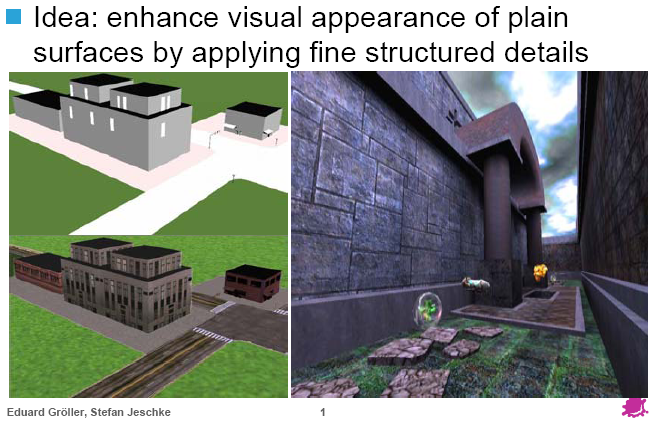 Idea: enhance visual appearance of plain
surfaces by applying fine structured details
Eduard Gröller, Stefan Jeschke 1